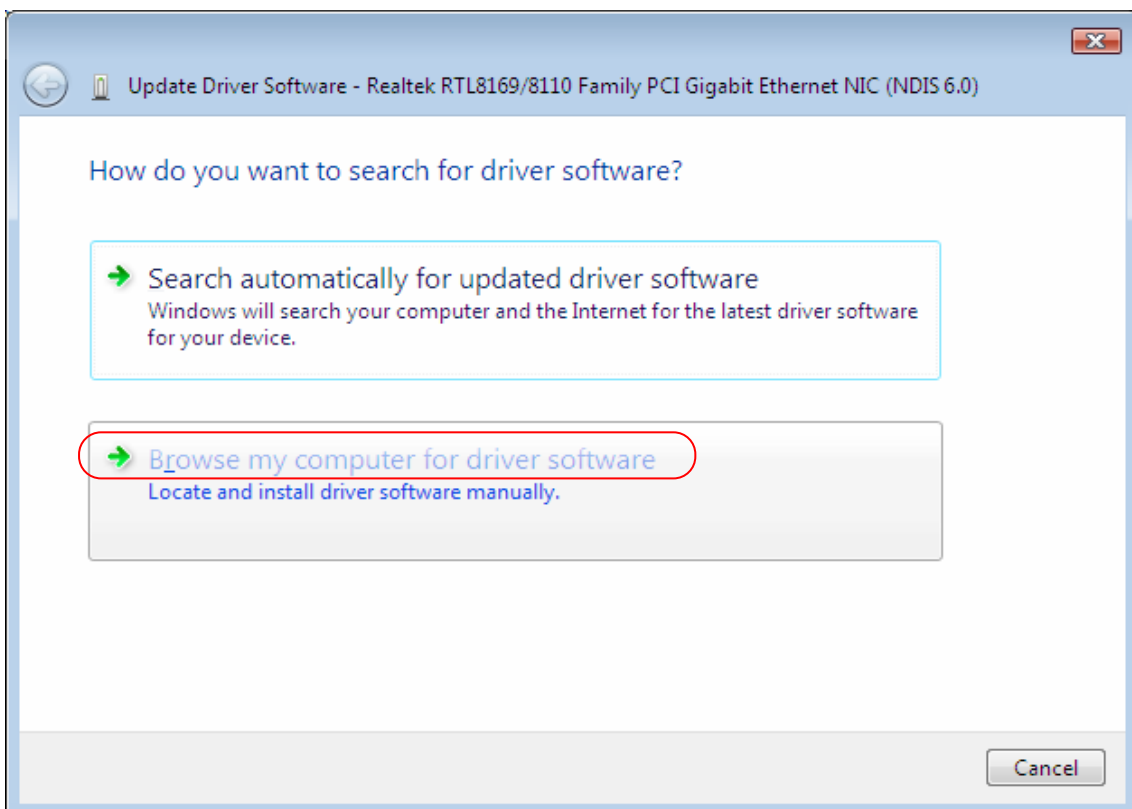 Update Driver Software - Realtek RTL8169/8110 Family PCI Gigabit Ethernet NIC (NDIS 6.0)
How do you want to search for driver software?
Search automatically for updated driver software
Windows will search your computer and the Internet for the latest driver software
for your device.
Browse my computer for driver software
Locate and install driver software manually.
Cancel